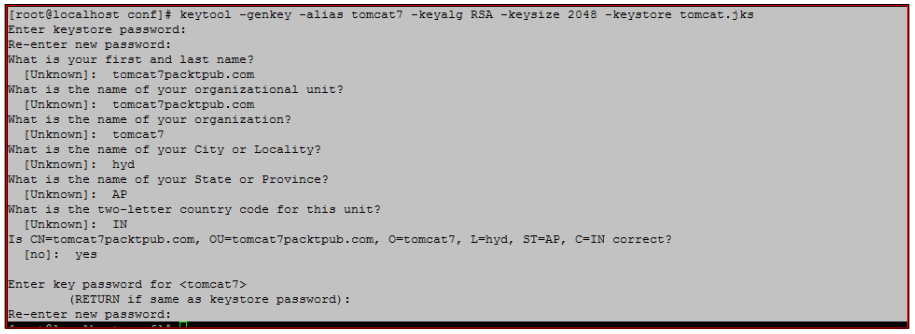 [root@localhost conf]# keytool -genkey -alias tomcat7 -keyalg RSA -keysize 2048 -keystore tomcat.jks
Enter keystore password:
Re-enter new password:
What is your first and last name?
  [Unknown]:  tomcat7packtpub.com
What is the name of your organizational unit?
  [Unknown]:  tomcat7packtpub.com
What is the name of your organization?
  [Unknown]:  tomcat7
What is the name of your City or Locality?
  [Unknown]:  hyd
What is the name of your State or Province?
  [Unknown]:  AP
What is the two-letter country code for this unit?
  [Unknown]:  IN
Is CN=tomcat7packtpub.com, OU=tomcat7packtpub.com, O=tomcat7, L=hyd, ST=AP, C=IN correct?
  [no]:  yes

Enter key password for <tomcat7>
        (RETURN if same as keystore password):
Re-enter new password: